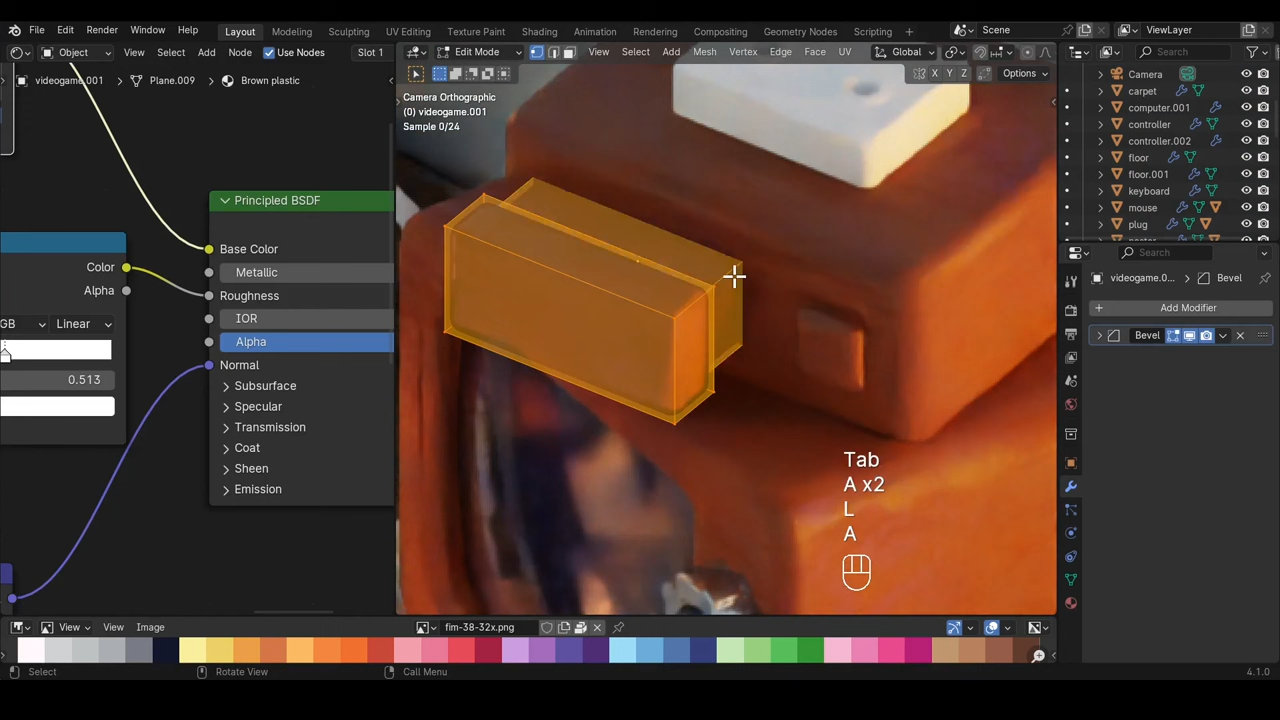 File Edit Render Window Help Layout Modeling Sculpting UV Editing Texture Paint Shading Animation Rendering Compositing Geometry Nodes Scripting Scene ViewLayer
Object View Select Add Node Use Nodes Slot 1 Edit Mode View Select Add Mesh Vertex Edge Face UV Global Search
X Y Z Options
videogame.001 Plane.009 Brown plastic
Camera Orthographic
(0) videogame.001
Sample 0/24
Camera
carpet
computer.001
controller
controller.002
floor
floor.001
keyboard
mouse
plug
Search
videogame.0... Bevel
Add Modifier
Bevel
Principled BSDF
Base Color
Metallic
Roughness
IOR
Alpha
Normal
Subsurface
Specular
Transmission
Coat
Sheen
Emission
Color
Alpha
GB Linear
0.513
Tab
A x2
L
A
View View Image fim-38-32x.png
Select Rotate View Call Menu 4.1.0